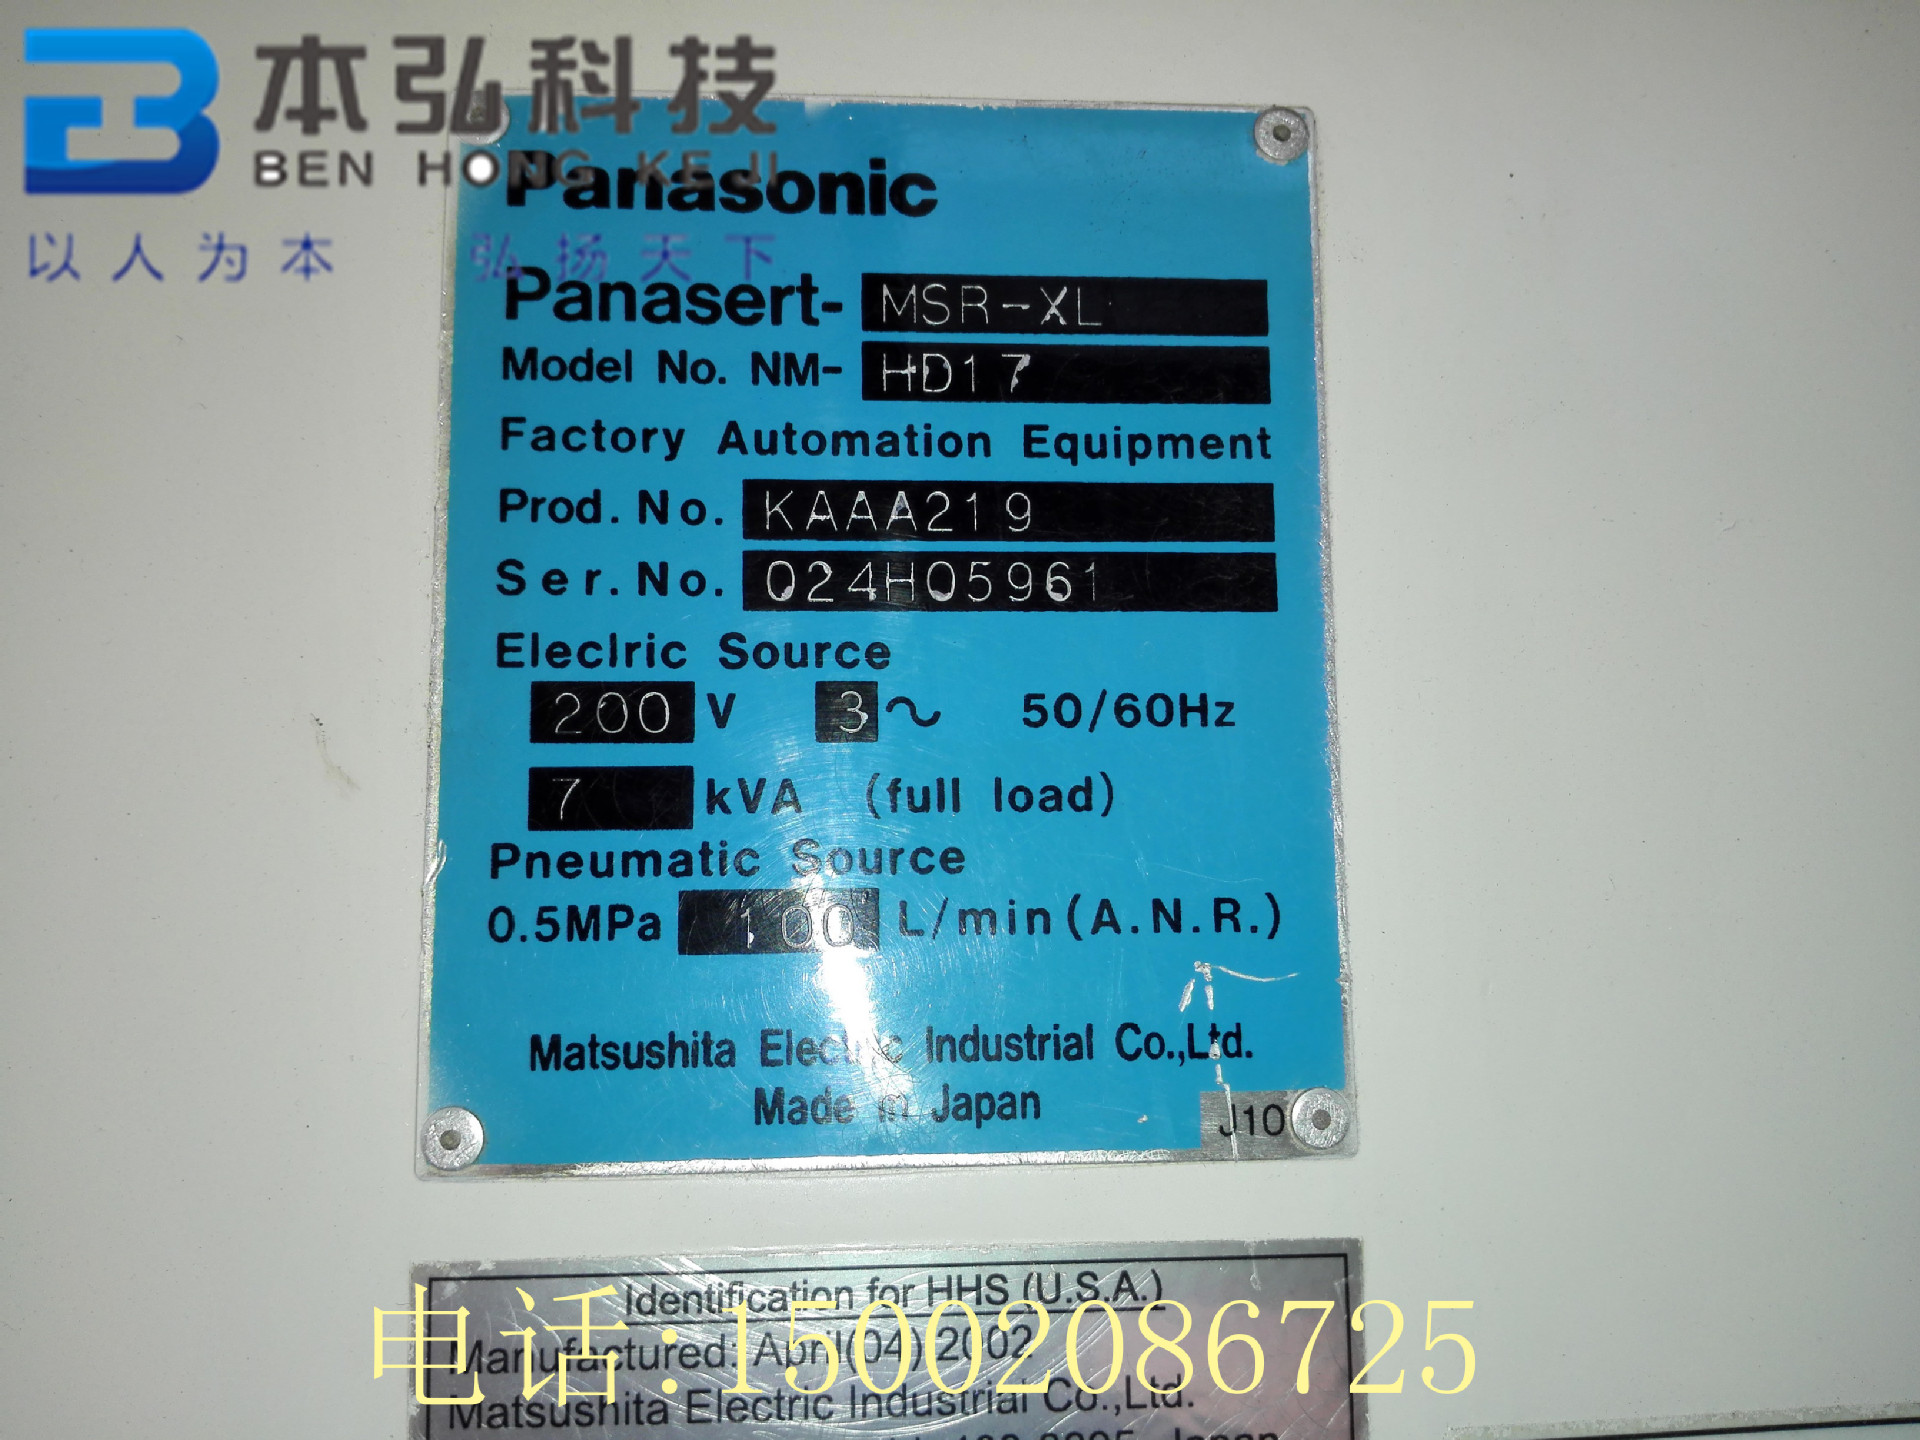 本弘科技
BEN HONG KEJI
以人为本 弘扬天下
Panasonic
Panasert- MSR-XL
Model No. NM- HD17
Factory Automation Equipment
Prod. No. KAAA219
Ser. No. 024H05961
Eleclric Source
200 V 3~ 50/60Hz
7 kVA (full load)
Pneumatic Source
0.5MPa 100 L/min (A.N.R.)
Matsushita Electric Industrial Co.,Ltd.
Made in Japan
J10
Identification for HHS (U.S.A.)
电话:15002086725
Manufactured: April(04)2002
Matsushita Electric Industrial Co.,Ltd.
Japan